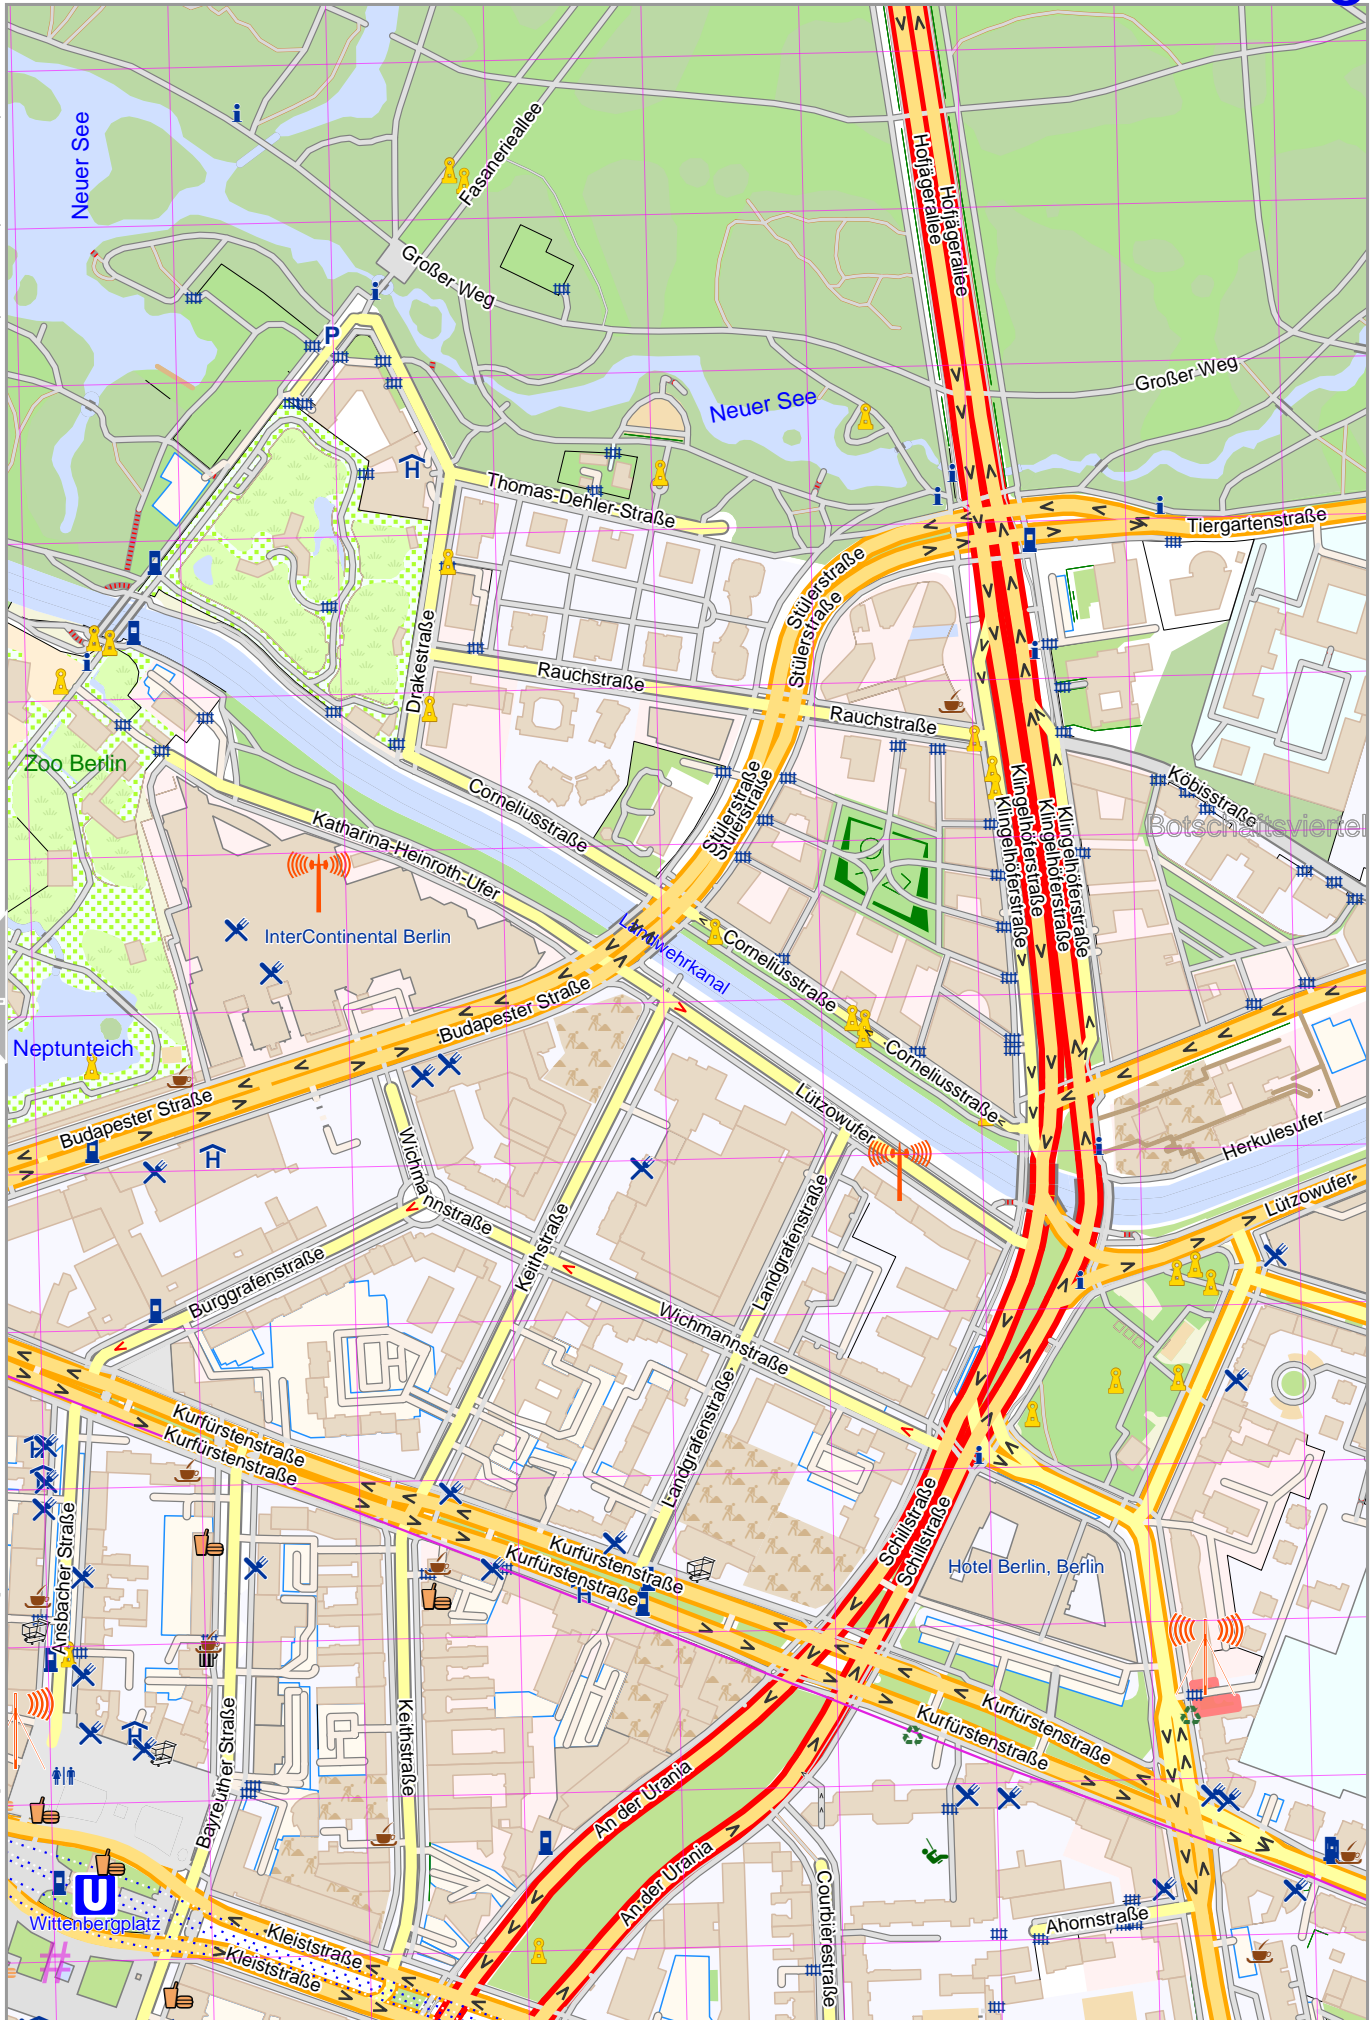 Neuer See
Fasanerieallee
Hofjägerallee
Hofjägerallee
Großer Weg
P
Großer Weg
Neuer See
H
Thomas-Dehler-Straße
Tiergartenstraße
Stülerstraße
Stülerstraße
Drakestraße
Rauchstraße
Rauchstraße
Zoo Berlin
Corneliusstraße
Stülerstraße
Stülerstraße
Köbisstraße
Botschaftsviertel
Klingelhöferstraße
Klingelhöferstraße
Klingelhöferstraße
Klingelhöferstraße
Katharina-Heinroth-Ufer
InterContinental Berlin
Landwehrkanal
Corneliusstraße
Budapester Straße
Neptunteich
Corneliusstraße
Lützowufer
Budapester Straße
H
Herkulesufer
Wichmannstraße
Lützowufer
Keithstraße
Landgrafenstraße
Burggrafenstraße
Wichmannstraße
Landgrafenstraße
Kurfürstenstraße
Kurfürstenstraße
H
Ansbacher Straße
Schillstraße
Schillstraße
Kurfürstenstraße
Kurfürstenstraße
Hotel Berlin, Berlin
H
Bayreuther Straße
Keithstraße
Kurfürstenstraße
Kurfürstenstraße
H
An der Urania
An der Urania
Courbièrestraße
U
Wittenbergplatz
Ahornstraße
Kleiststraße
Kleiststraße